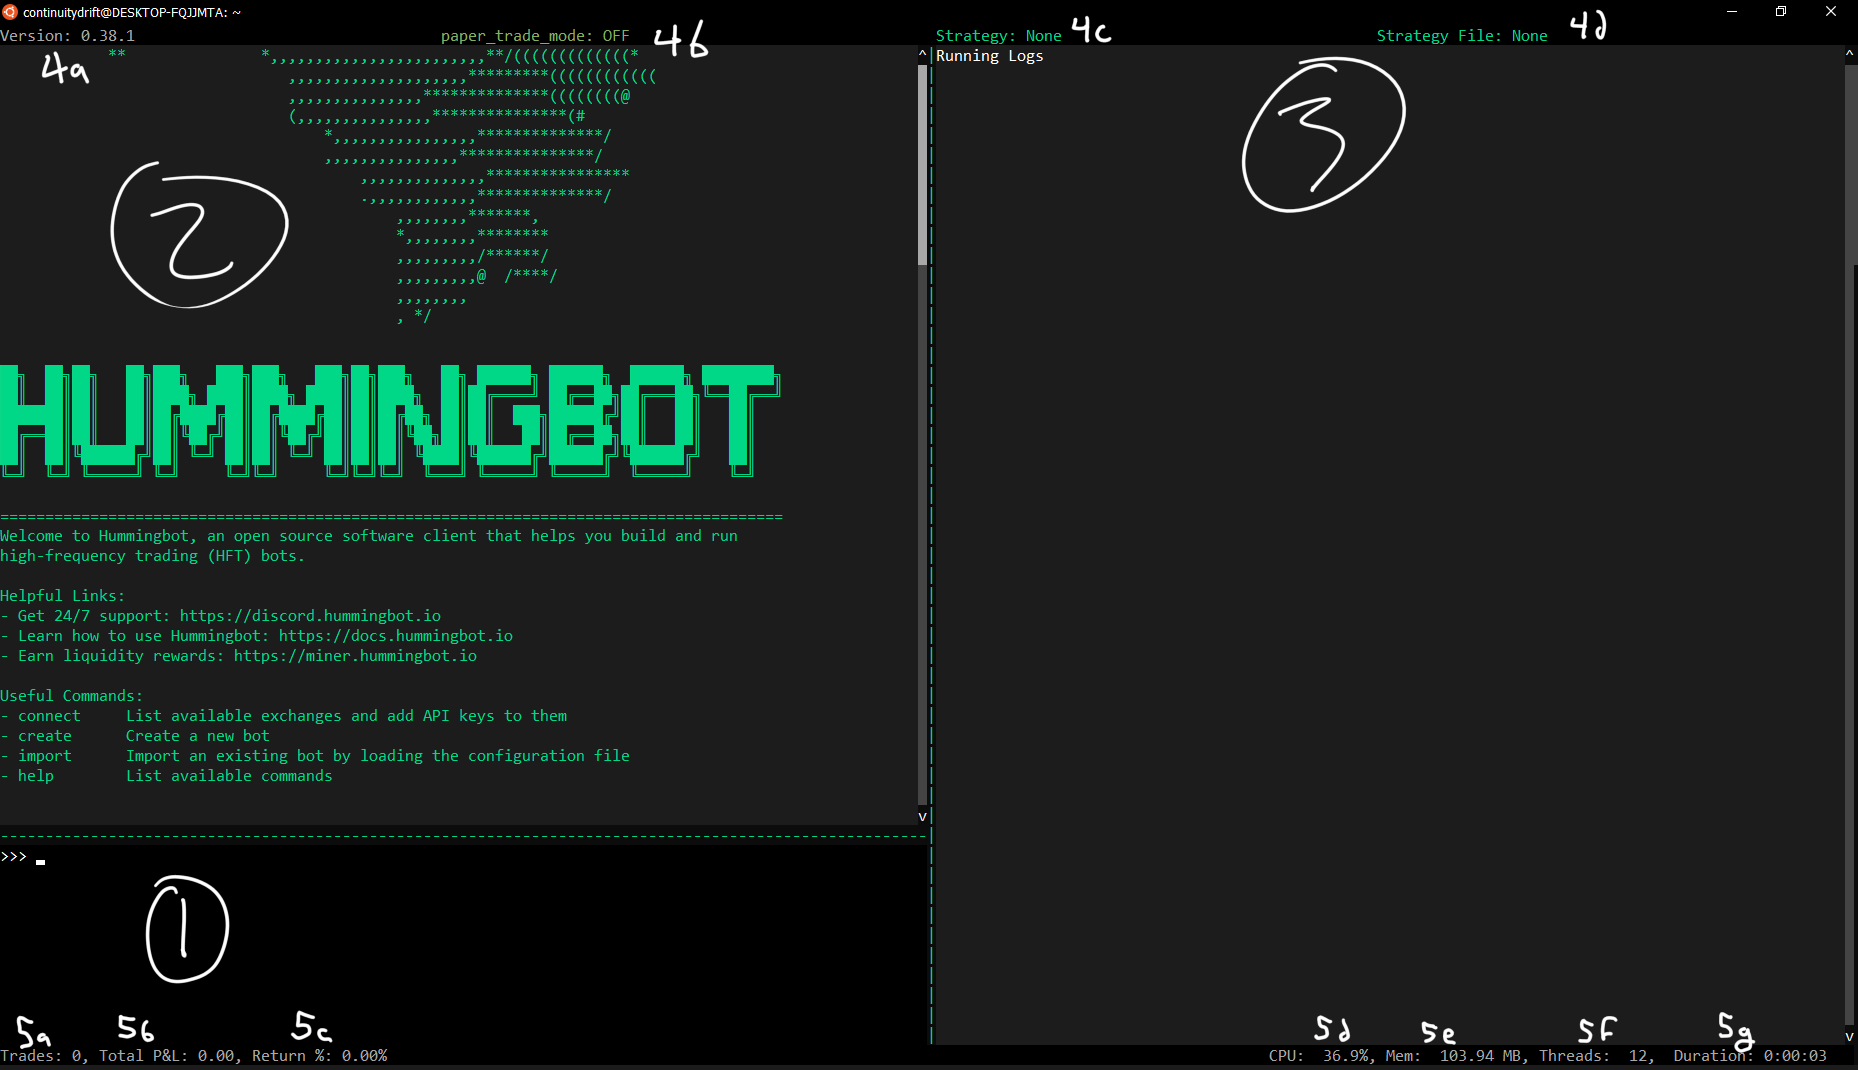 continuitydrift@DESKTOP-FQJJMTA: ~
Version: 0.38.1 paper_trade_mode: OFF 4b Strategy: None 4c Strategy File: None 4d
4a
Running Logs
2
3
HUMMINGBOT
Welcome to Hummingbot, an open source software client that helps you build and run
high-frequency trading (HFT) bots.
Helpful Links:
- Get 24/7 support: https://discord.hummingbot.io
- Learn how to use Hummingbot: https://docs.hummingbot.io
- Earn liquidity rewards: https://miner.hummingbot.io
Useful Commands:
- connect List available exchanges and add API keys to them
- create Create a new bot
- import Import an existing bot by loading the configuration file
- help List available commands
>>>
1
5a 5b 5c 5d 5e 5f 5g
Trades: 0, Total P&L: 0.00, Return %: 0.00% CPU: 36.9%, Mem: 103.94 MB, Threads: 12, Duration: 0:00:03